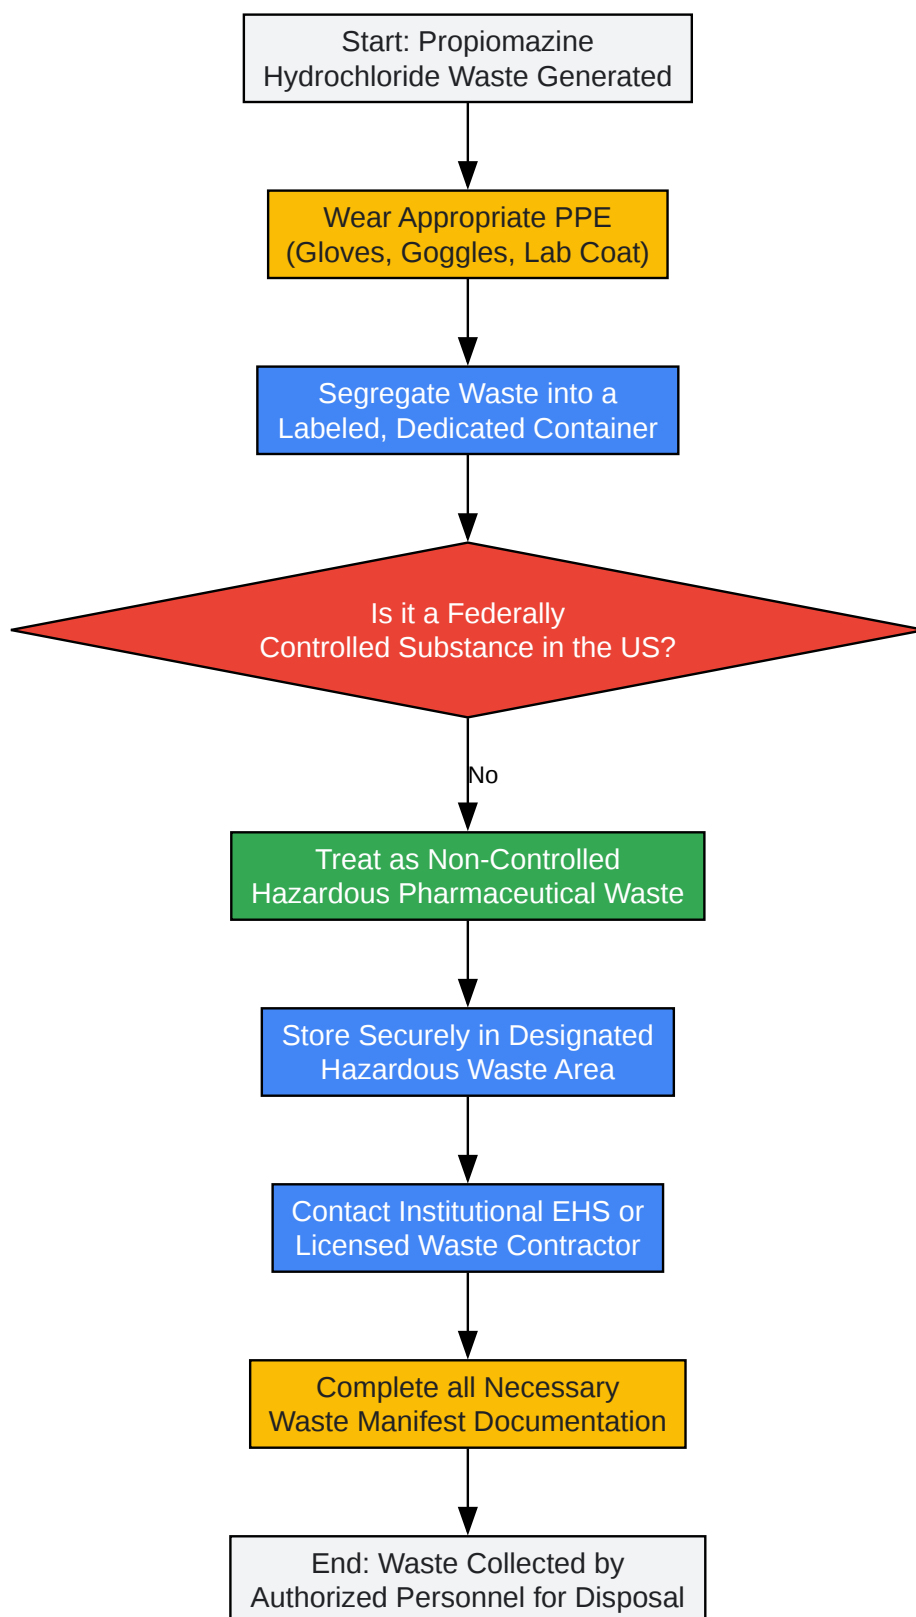 Start: Propiomazine
Hydrochloride Waste Generated
Wear Appropriate PPE
(Gloves, Goggles, Lab Coat)
Segregate Waste into a
Labeled, Dedicated Container
Is it a Federally
Controlled Substance in the US?
No
Treat as Non-Controlled
Hazardous Pharmaceutical Waste
Store Securely in Designated
Hazardous Waste Area
Contact Institutional EHS or
Licensed Waste Contractor
Complete all Necessary
Waste Manifest Documentation
End: Waste Collected by
Authorized Personnel for Disposal